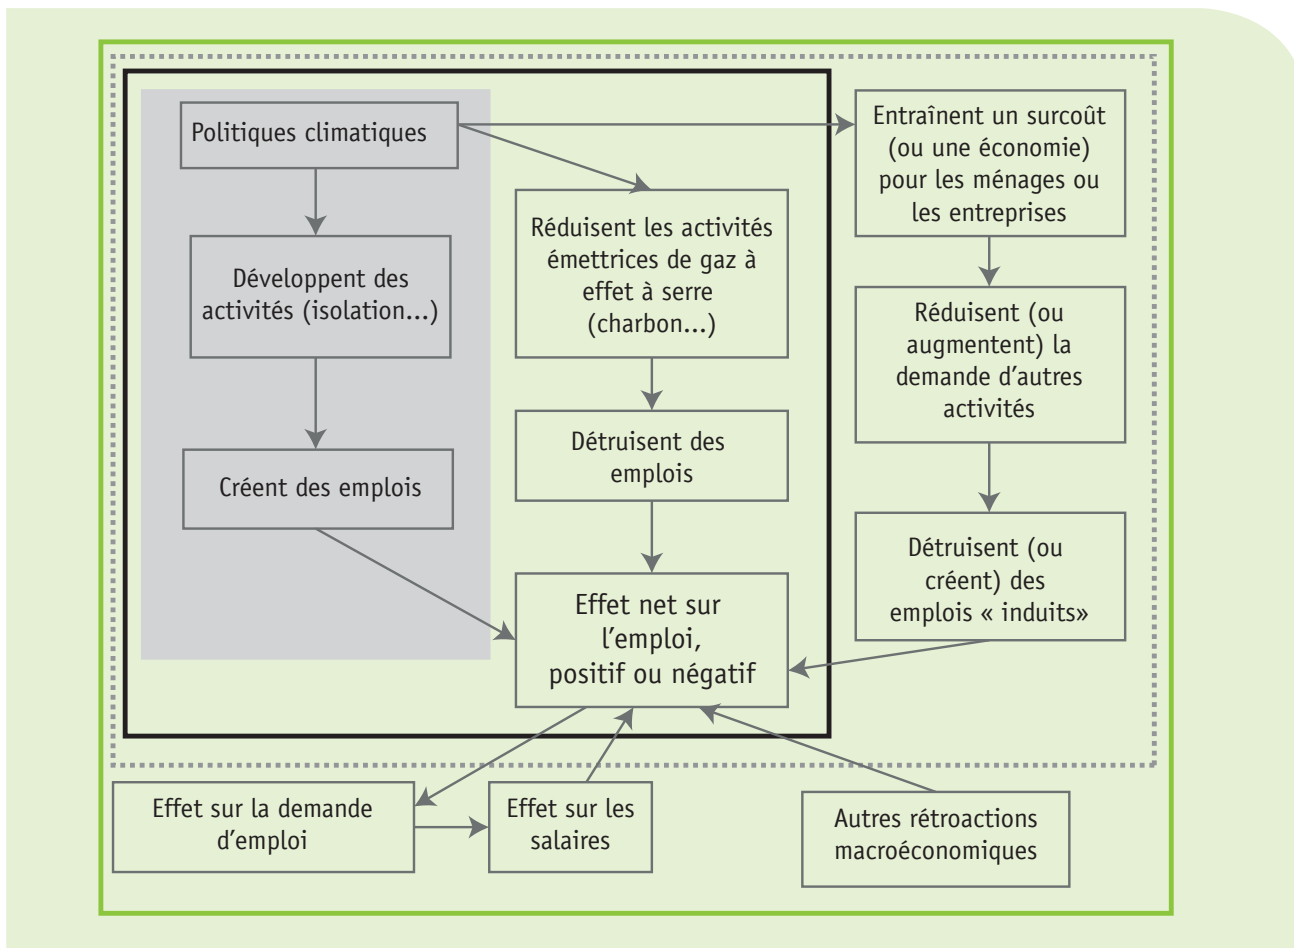 Politiques climatiques
Développent des
activités (isolation...)
Créent des emplois
Réduisent les activités
émettrices de gaz à
effet à serre
(charbon...)
Détruisent des
emplois
Effet net sur
l'emploi,
positif ou négatif
Entraînent un surcoût
(ou une économie)
pour les ménages ou
les entreprises
Réduisent (ou
augmentent) la
demande d'autres
activités
Détruisent (ou
créent) des
emplois « induits»
Effet sur la demande
d'emploi
Effet sur les
salaires
Autres rétroactions
macroéconomiques